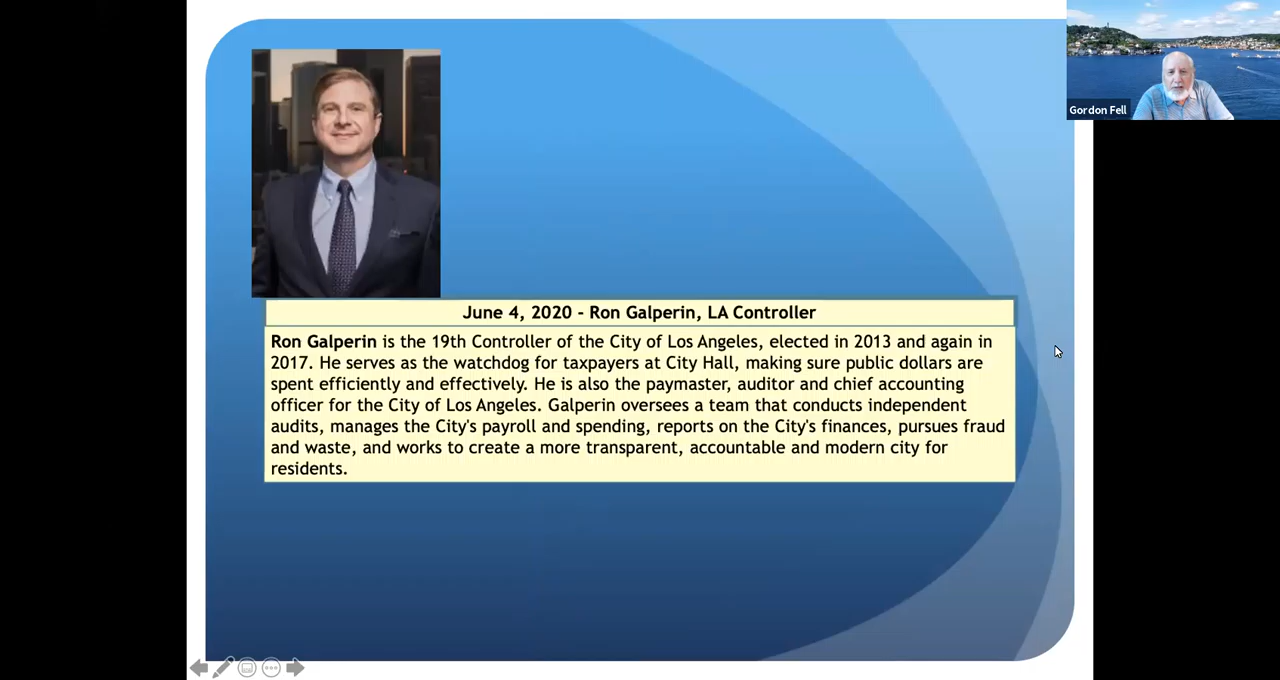 Gordon Fell
June 4, 2020 - Ron Galperin, LA Controller
Ron Galperin is the 19th Controller of the City of Los Angeles, elected in 2013 and again in
2017. He serves as the watchdog for taxpayers at City Hall, making sure public dollars are
spent efficiently and effectively. He is also the paymaster, auditor and chief accounting
officer for the City of Los Angeles. Galperin oversees a team that conducts independent
audits, manages the City's payroll and spending, reports on the City's finances, pursues fraud
and waste, and works to create a more transparent, accountable and modern city for
residents.